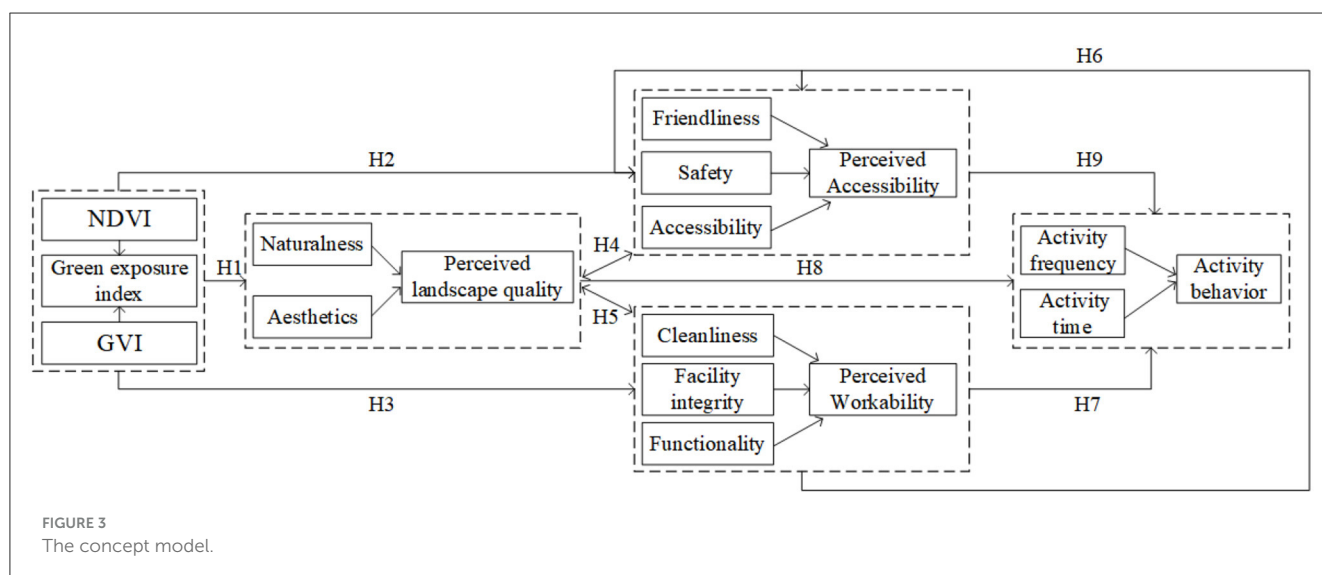 H6
Friendliness
H2
Safety
Perceived
Accessibility
H9
Accessibility
NDVI
Green exposure
index
GVI
H1
Naturalness
Aesthetics
Perceived
landscape quality
H4
H8
H5
Activity
frequency
Activity
time
Activity
behavior
Cleanliness
Facility
integrity
Functionality
Perceived
Workability
H3
H7
FIGURE 3
The concept model.